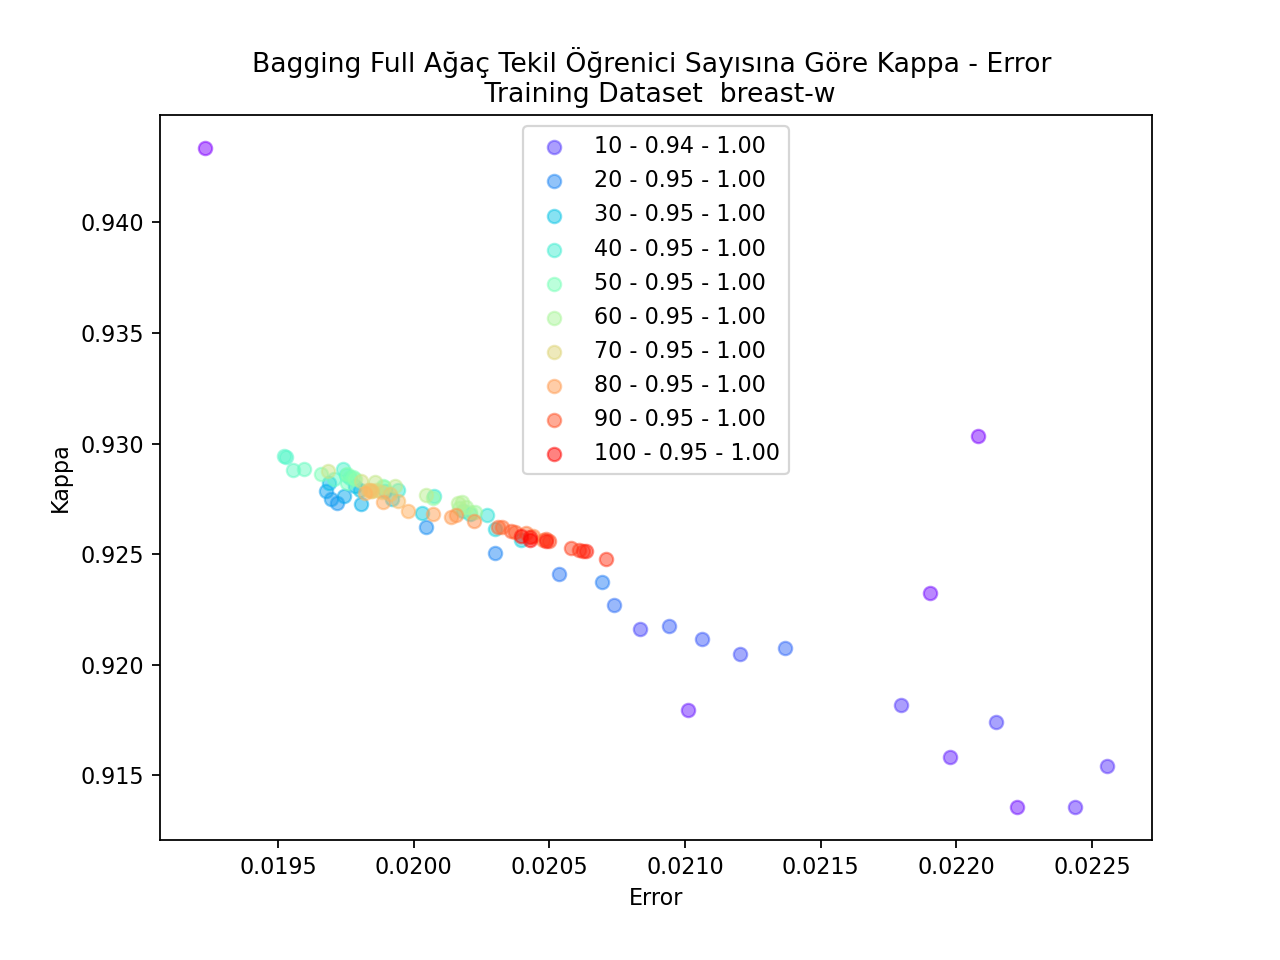 Bagging Full Ağaç Tekil Öğrenici Sayısına Göre Kappa - Error
Training Dataset  breast-w
10 - 0.94 - 1.00
20 - 0.95 - 1.00
30 - 0.95 - 1.00
40 - 0.95 - 1.00
50 - 0.95 - 1.00
60 - 0.95 - 1.00
70 - 0.95 - 1.00
80 - 0.95 - 1.00
90 - 0.95 - 1.00
100 - 0.95 - 1.00
Kappa
0.940
0.935
0.930
0.925
0.920
0.915
0.0195 0.0200 0.0205 0.0210 0.0215 0.0220 0.0225
Error